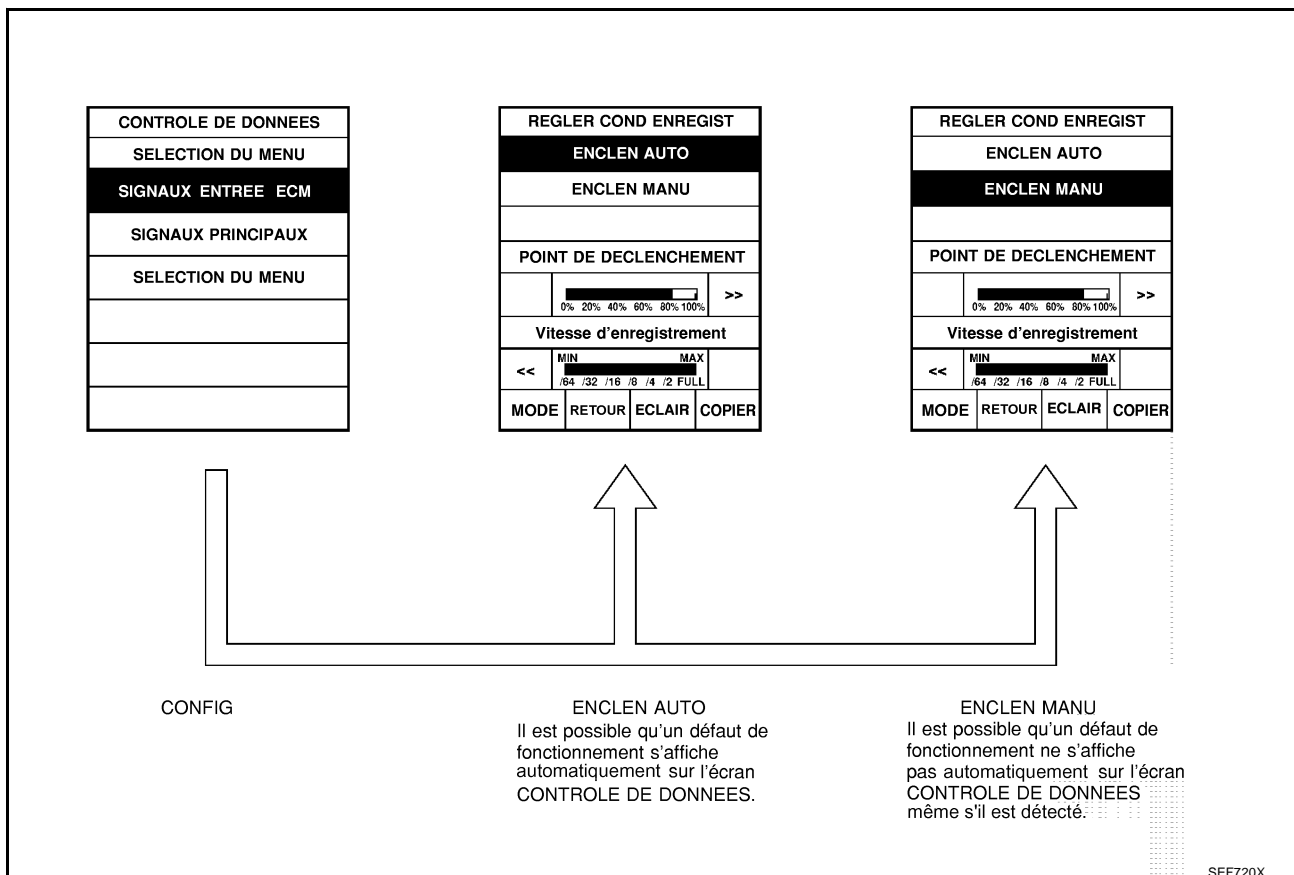 CONTROLE DE DONNEES
SELECTION DU MENU
SIGNAUX ENTREE ECM
SIGNAUX PRINCIPAUX
SELECTION DU MENU
REGLER COND ENREGIST
ENCLEN AUTO
ENCLEN MANU
POINT DE DECLENCHEMENT
>>
0% 20% 40% 60% 80% 100%
Vitesse d'enregistrement
MIN MAX
<<
/64 /32 /16 /8 /4 /2 FULL
MODE RETOUR ECLAIR COPIER
REGLER COND ENREGIST
ENCLEN AUTO
ENCLEN MANU
POINT DE DECLENCHEMENT
>>
0% 20% 40% 60% 80% 100%
Vitesse d'enregistrement
MIN MAX
<<
/64 /32 /16 /8 /4 /2 FULL
MODE RETOUR ECLAIR COPIER
CONFIG
ENCLEN AUTO
Il est possible qu'un défaut de
fonctionnement s'affiche
automatiquement sur l'écran
CONTROLE DE DONNEES.
ENCLEN MANU
Il est possible qu'un défaut de
fonctionnement ne s'affiche
pas automatiquement sur l'écran
CONTROLE DE DONNEES
même s'il est détecté.
SEF720X